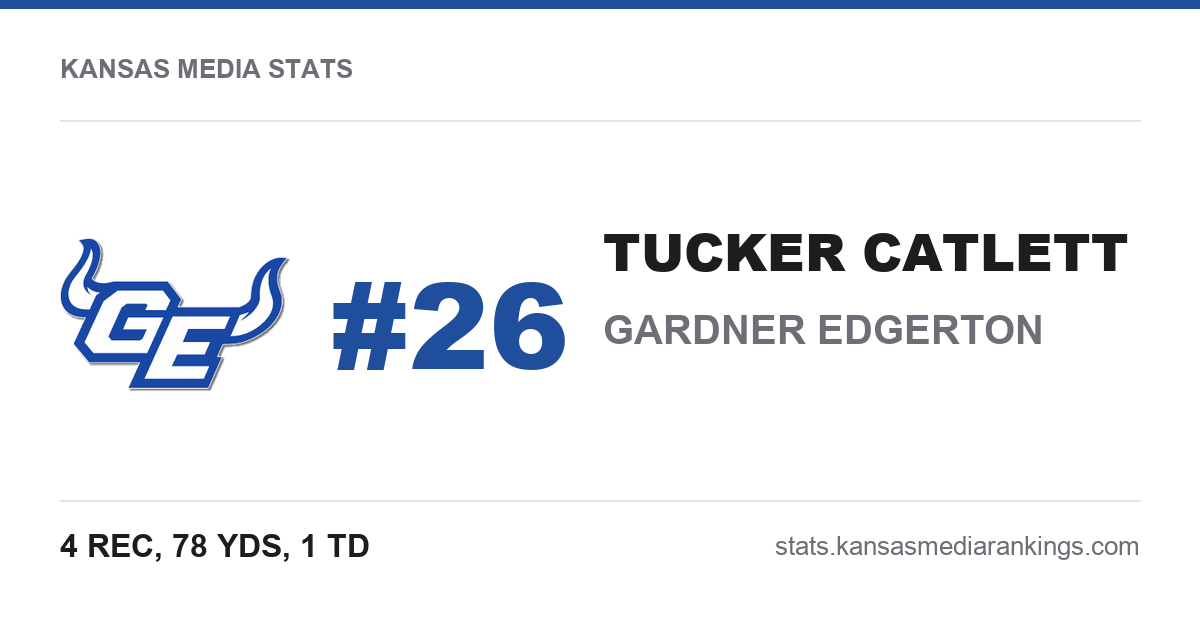 KANSAS MEDIA STATS
GE
#26
TUCKER CATLETT
GARDNER EDGERTON
4 REC, 78 YDS, 1 TD
stats.kansasmediarankings.com